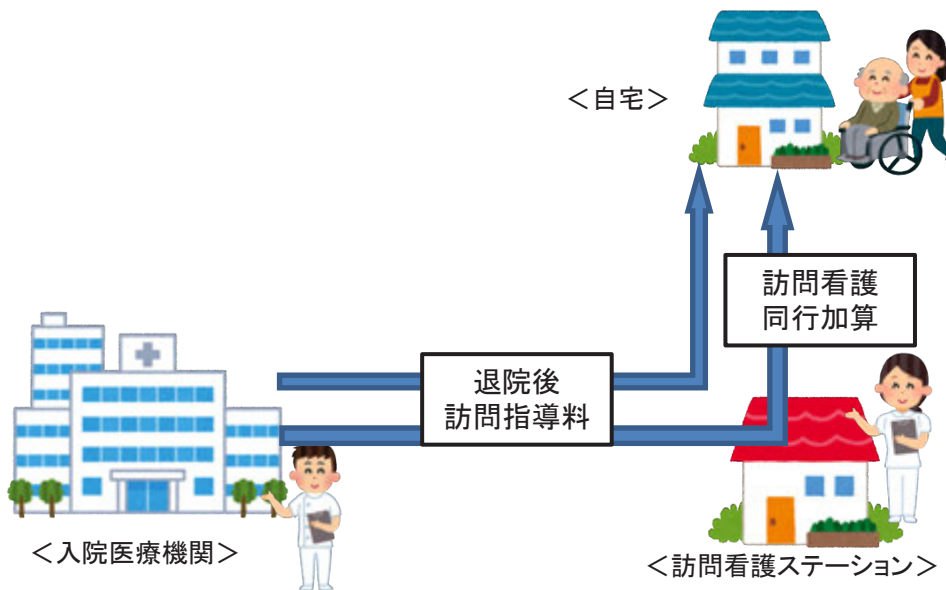 ＜自宅＞
訪問看護
同行加算
退院後
訪問指導料
＜入院医療機関＞
＜訪問看護ステーション＞